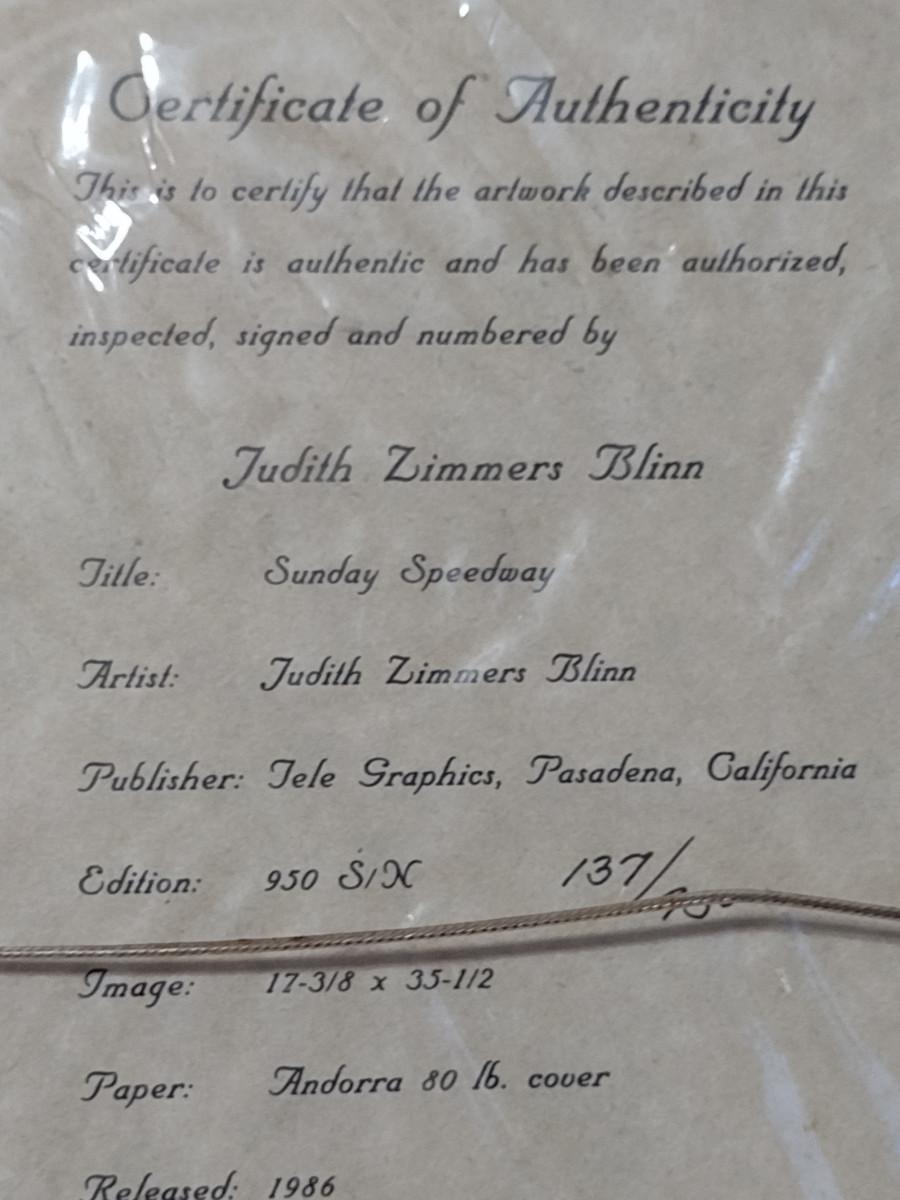 Certificate of Authenticity
This is to certify that the artwork described in this
certificate is authentic and has been authorized,
inspected, signed and numbered by
Judith Zimmers Blinn
Title: Sunday Speedway
Artist: Judith Zimmers Blinn
Publisher: Tele Graphics, Pasadena, California
Edition: 950 S/N 137/950
Image: 17-3/8 x 35-1/2
Paper: Andorra 80 lb. cover
Released: 1986